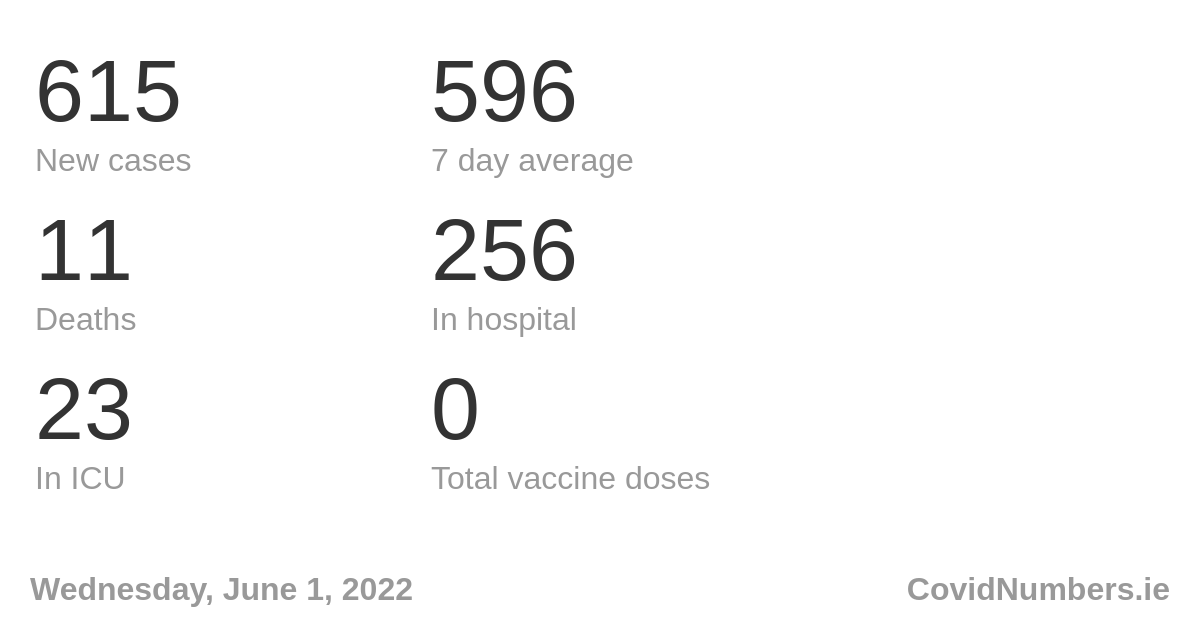 615
New cases
596
7 day average
11
Deaths
256
In hospital
23
In ICU
0
Total vaccine doses
Wednesday, June 1, 2022
CovidNumbers.ie